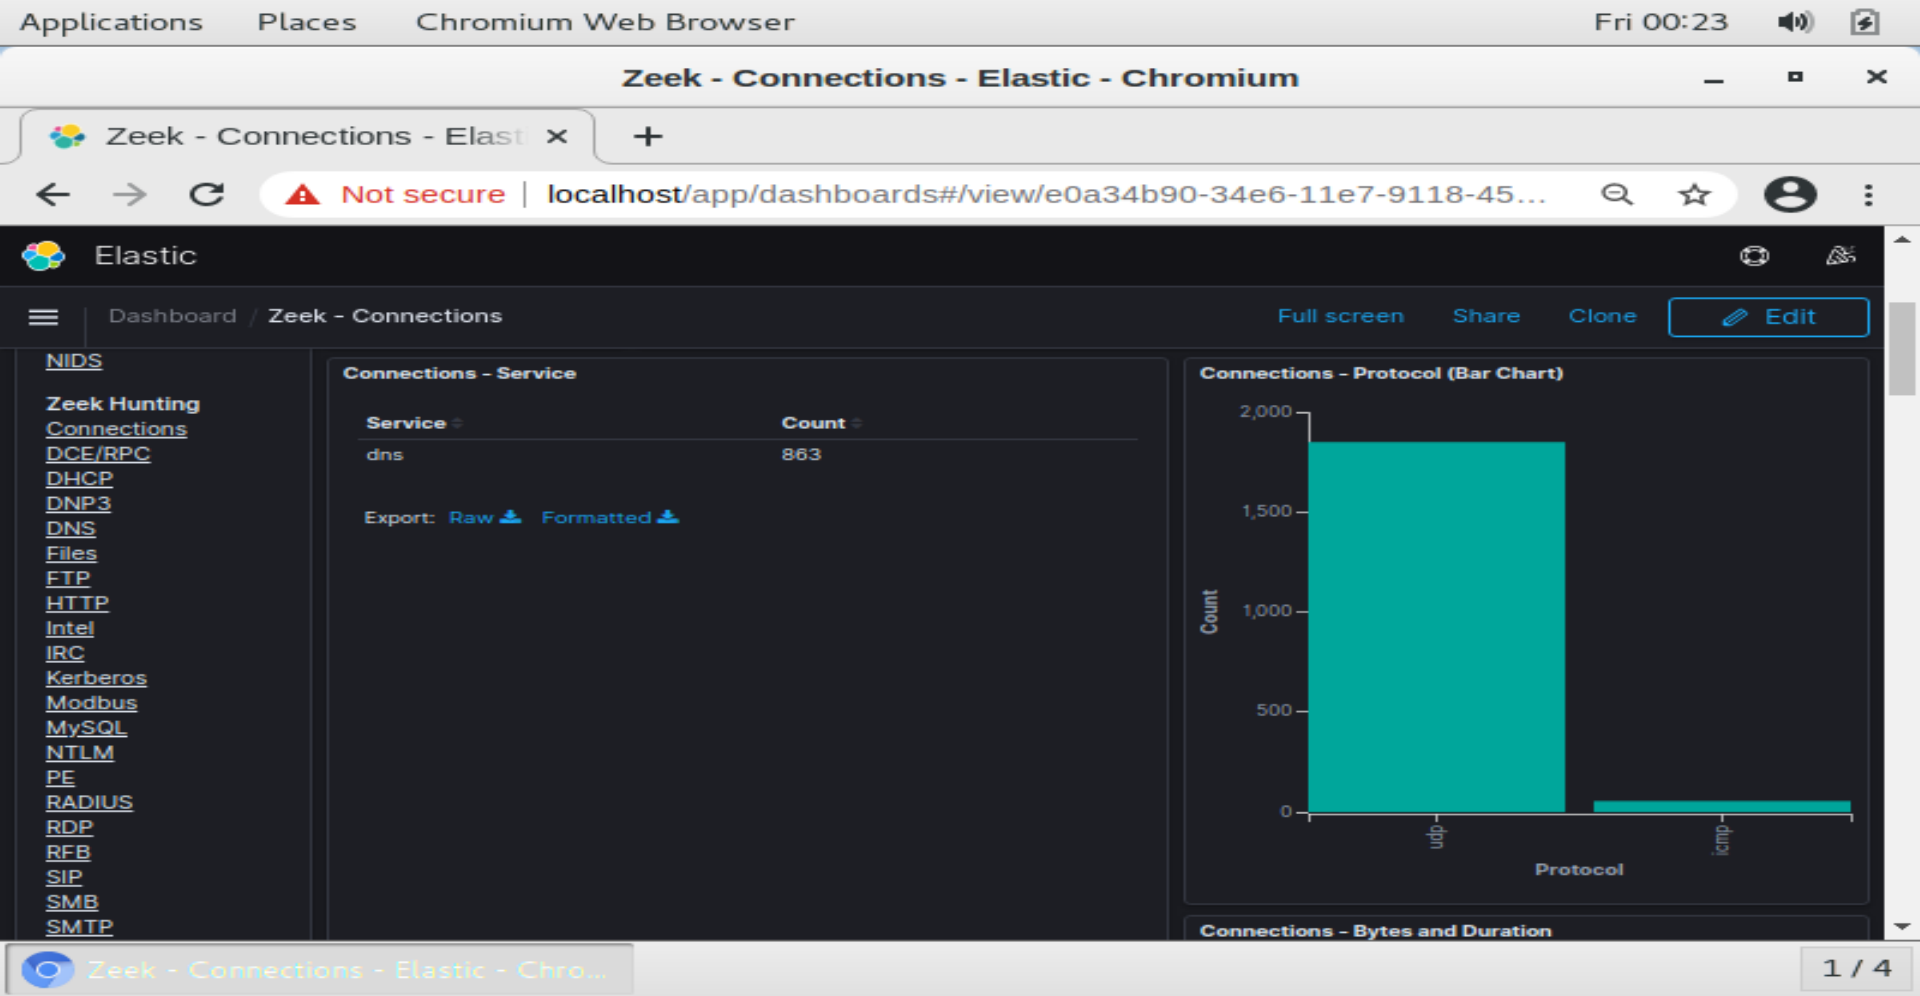 Applications Places Chromium Web Browser Fri 00:23
Zeek - Connections - Elastic - Chromium
Zeek - Connections - Elast
Not secure localhost/app/dashboards#/view/e0a34b90-34e6-11e7-9118-45...
Elastic
Dashboard / Zeek - Connections Full screen Share Clone Edit
NIDS
Zeek Hunting
Connections
DCE/RPC
DHCP
DNP3
DNS
Files
FTP
HTTP
Intel
IRC
Kerberos
Modbus
MySQL
NTLM
PE
RADIUS
RDP
RFB
SIP
SMB
SMTP
Connections - Service
Service Count
dns 863
Export: Raw Formatted
Connections - Protocol (Bar Chart)
2,000
1,500
1,000
500
0
Count
udp
icmp
Protocol
Connections - Bytes and Duration
Zeek - Connections - Elastic - Chro...
1 / 4